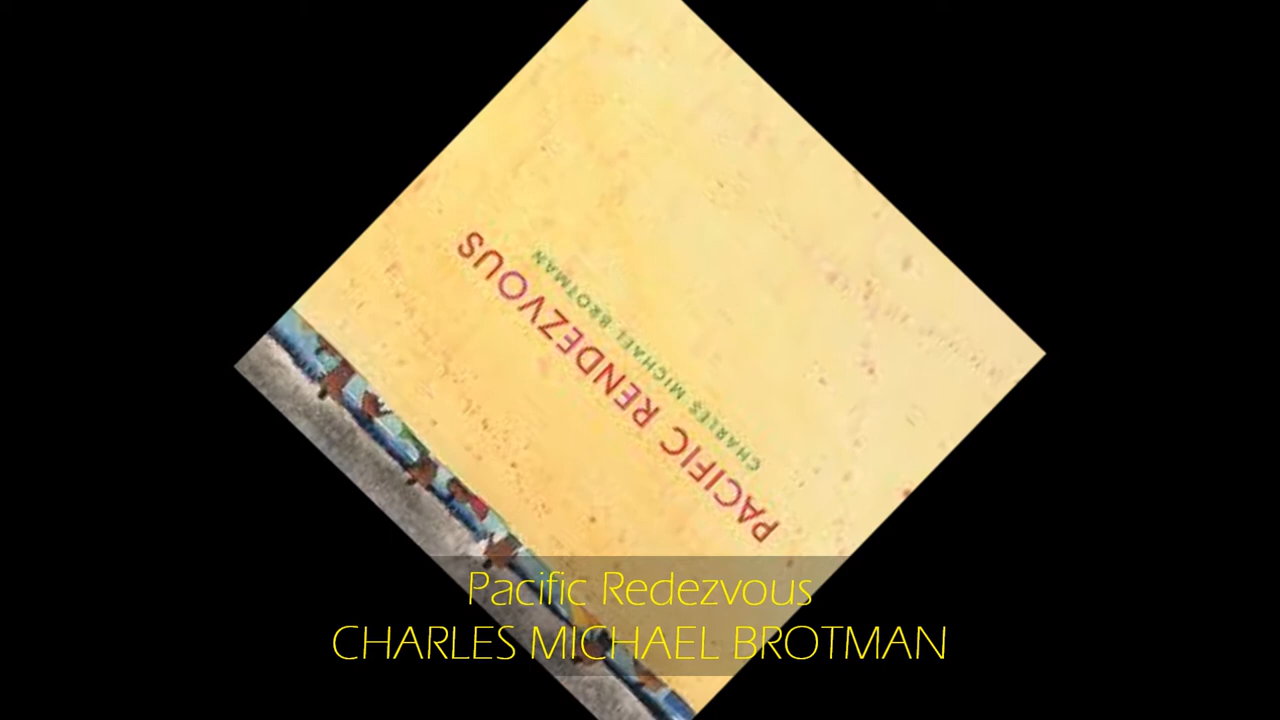 PACIFIC RENDEZVOUS
CHARLES MICHAEL BROTMAN
Pacific Redezvous
CHARLES MICHAEL BROTMAN